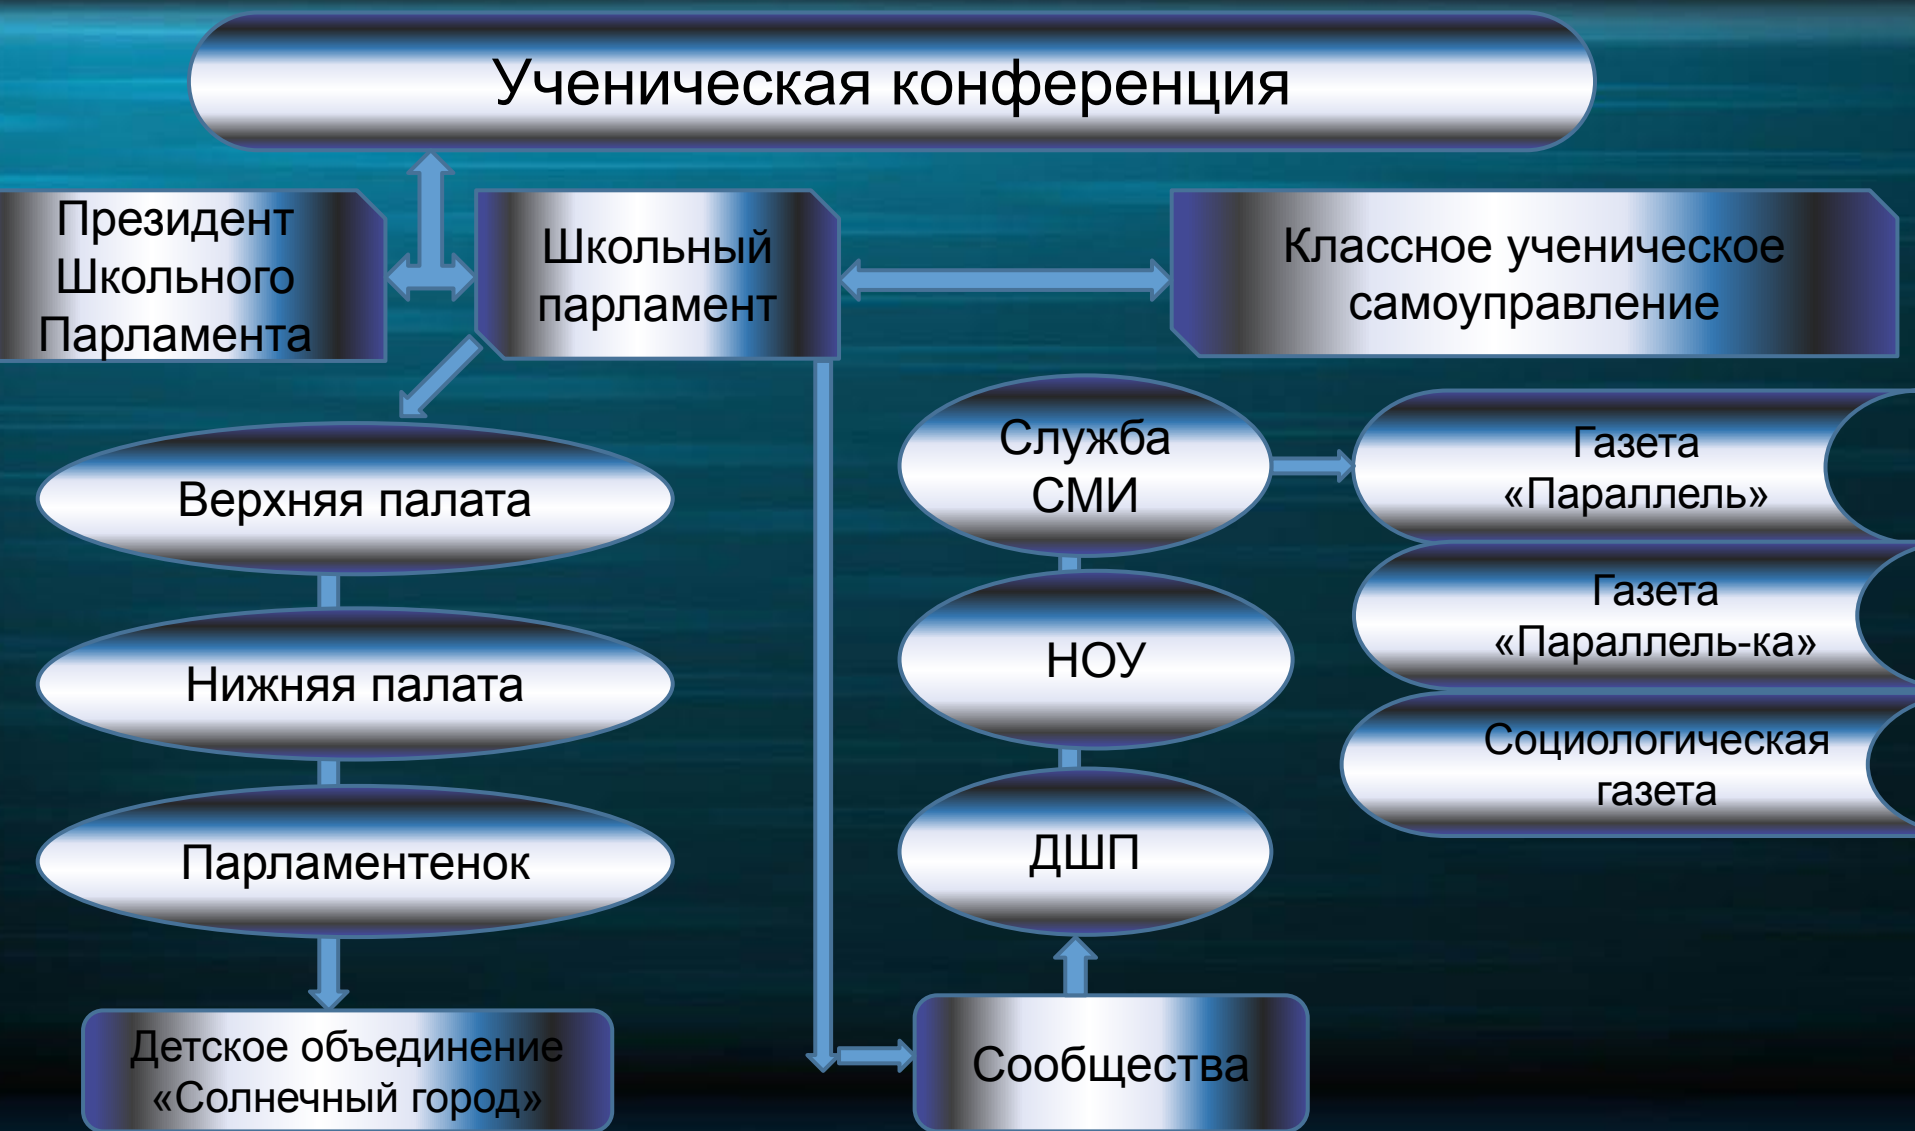 Ученическая конференция
Президент
Школьного
Парламента
Школьный
парламент
Классное ученическое
самоуправление
Верхняя палата
Нижняя палата
Парламентенок
Детское объединение
«Солнечный город»
Служба
СМИ
НОУ
ДШП
Сообщества
Газета
«Параллель»
Газета
«Параллель-ка»
Социологическая
газета